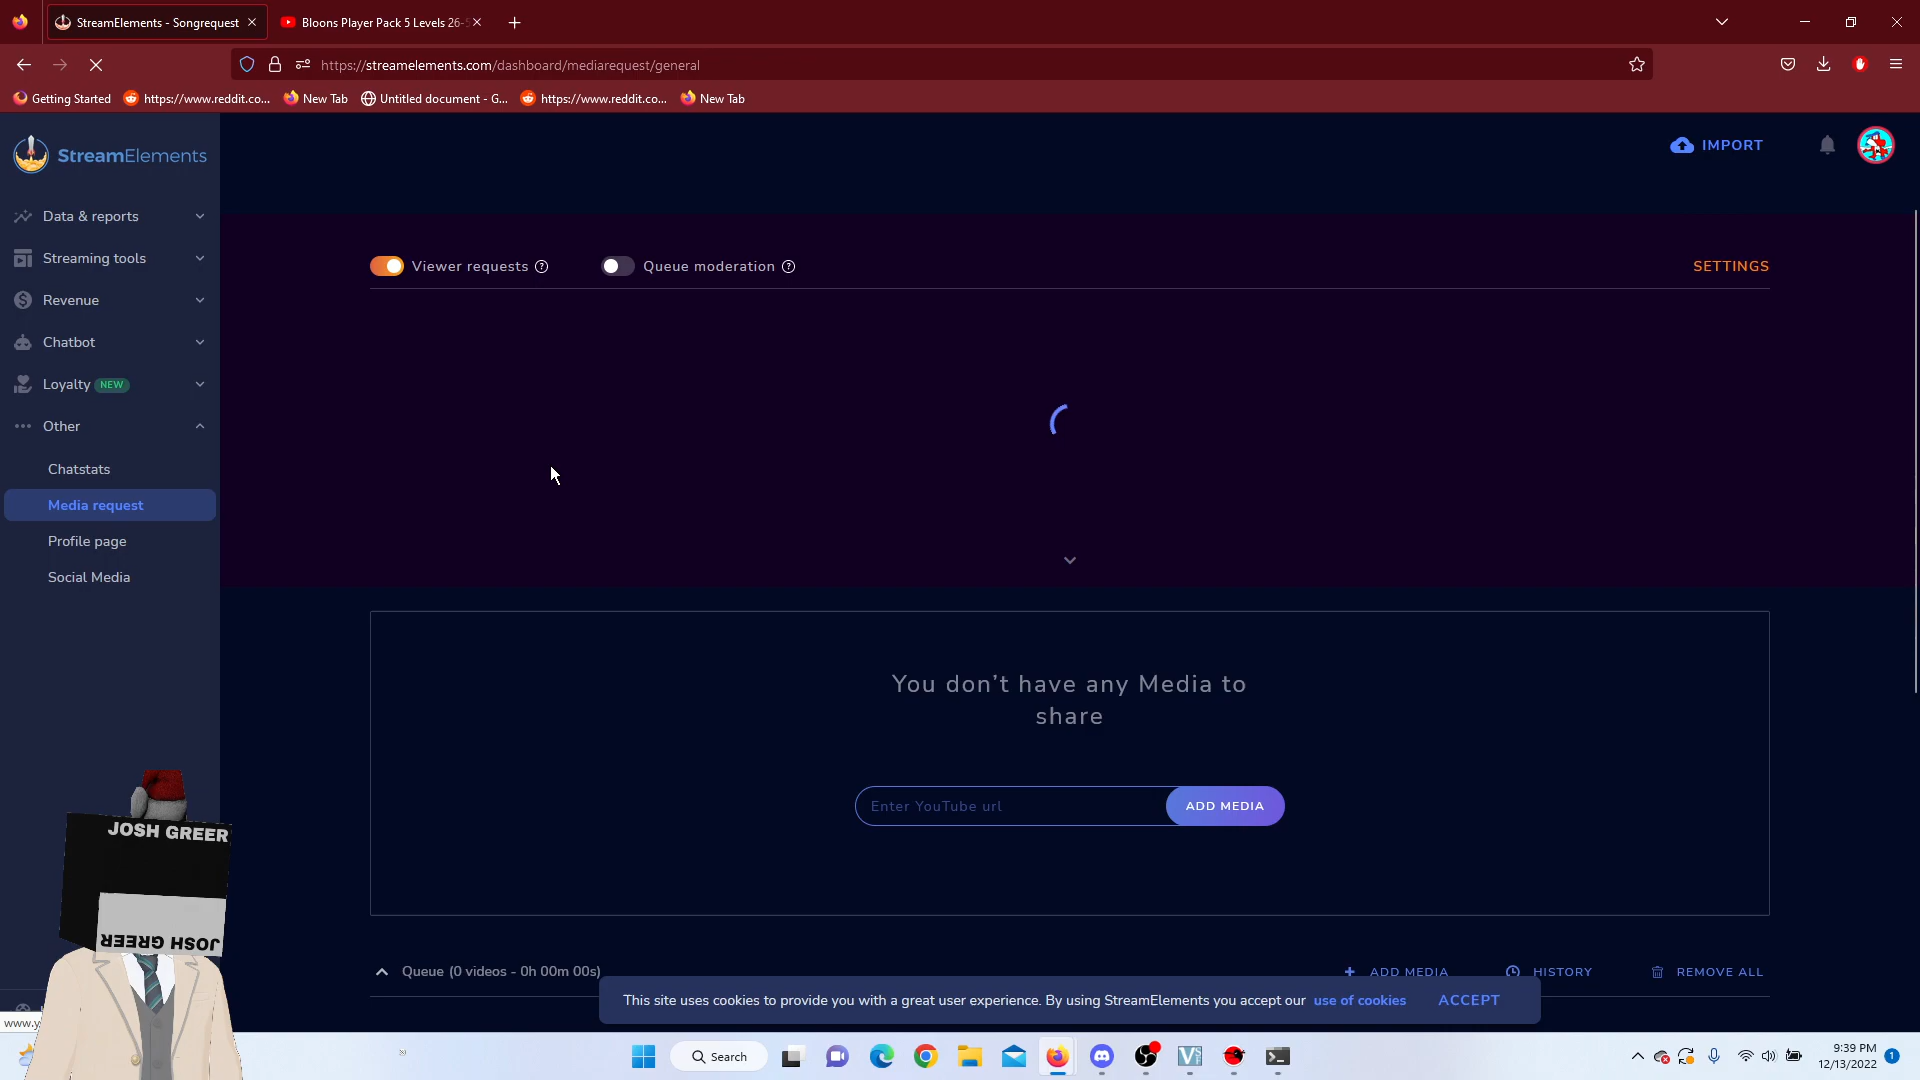 StreamElements - Songrequest
Bloons Player Pack 5 Levels 26-5
https://streamelements.com/dashboard/mediarequest/general
Getting Started
https://www.reddit.co...
New Tab
Untitled document - G...
https://www.reddit.co...
New Tab
StreamElements
IMPORT
Data & reports
Streaming tools
Revenue
Chatbot
Loyalty NEW
Other
Chatstats
Media request
Profile page
Social Media
Viewer requests
Queue moderation
SETTINGS
You don’t have any Media to
share
Enter YouTube url
ADD MEDIA
JOSH GREER
JOSH GREER
Queue (0 videos - 0h 00m 00s)
ADD MEDIA
HISTORY
REMOVE ALL
This site uses cookies to provide you with a great user experience. By using StreamElements you accept our use of cookies
ACCEPT
www.y
Search
9:39 PM
12/13/2022
1